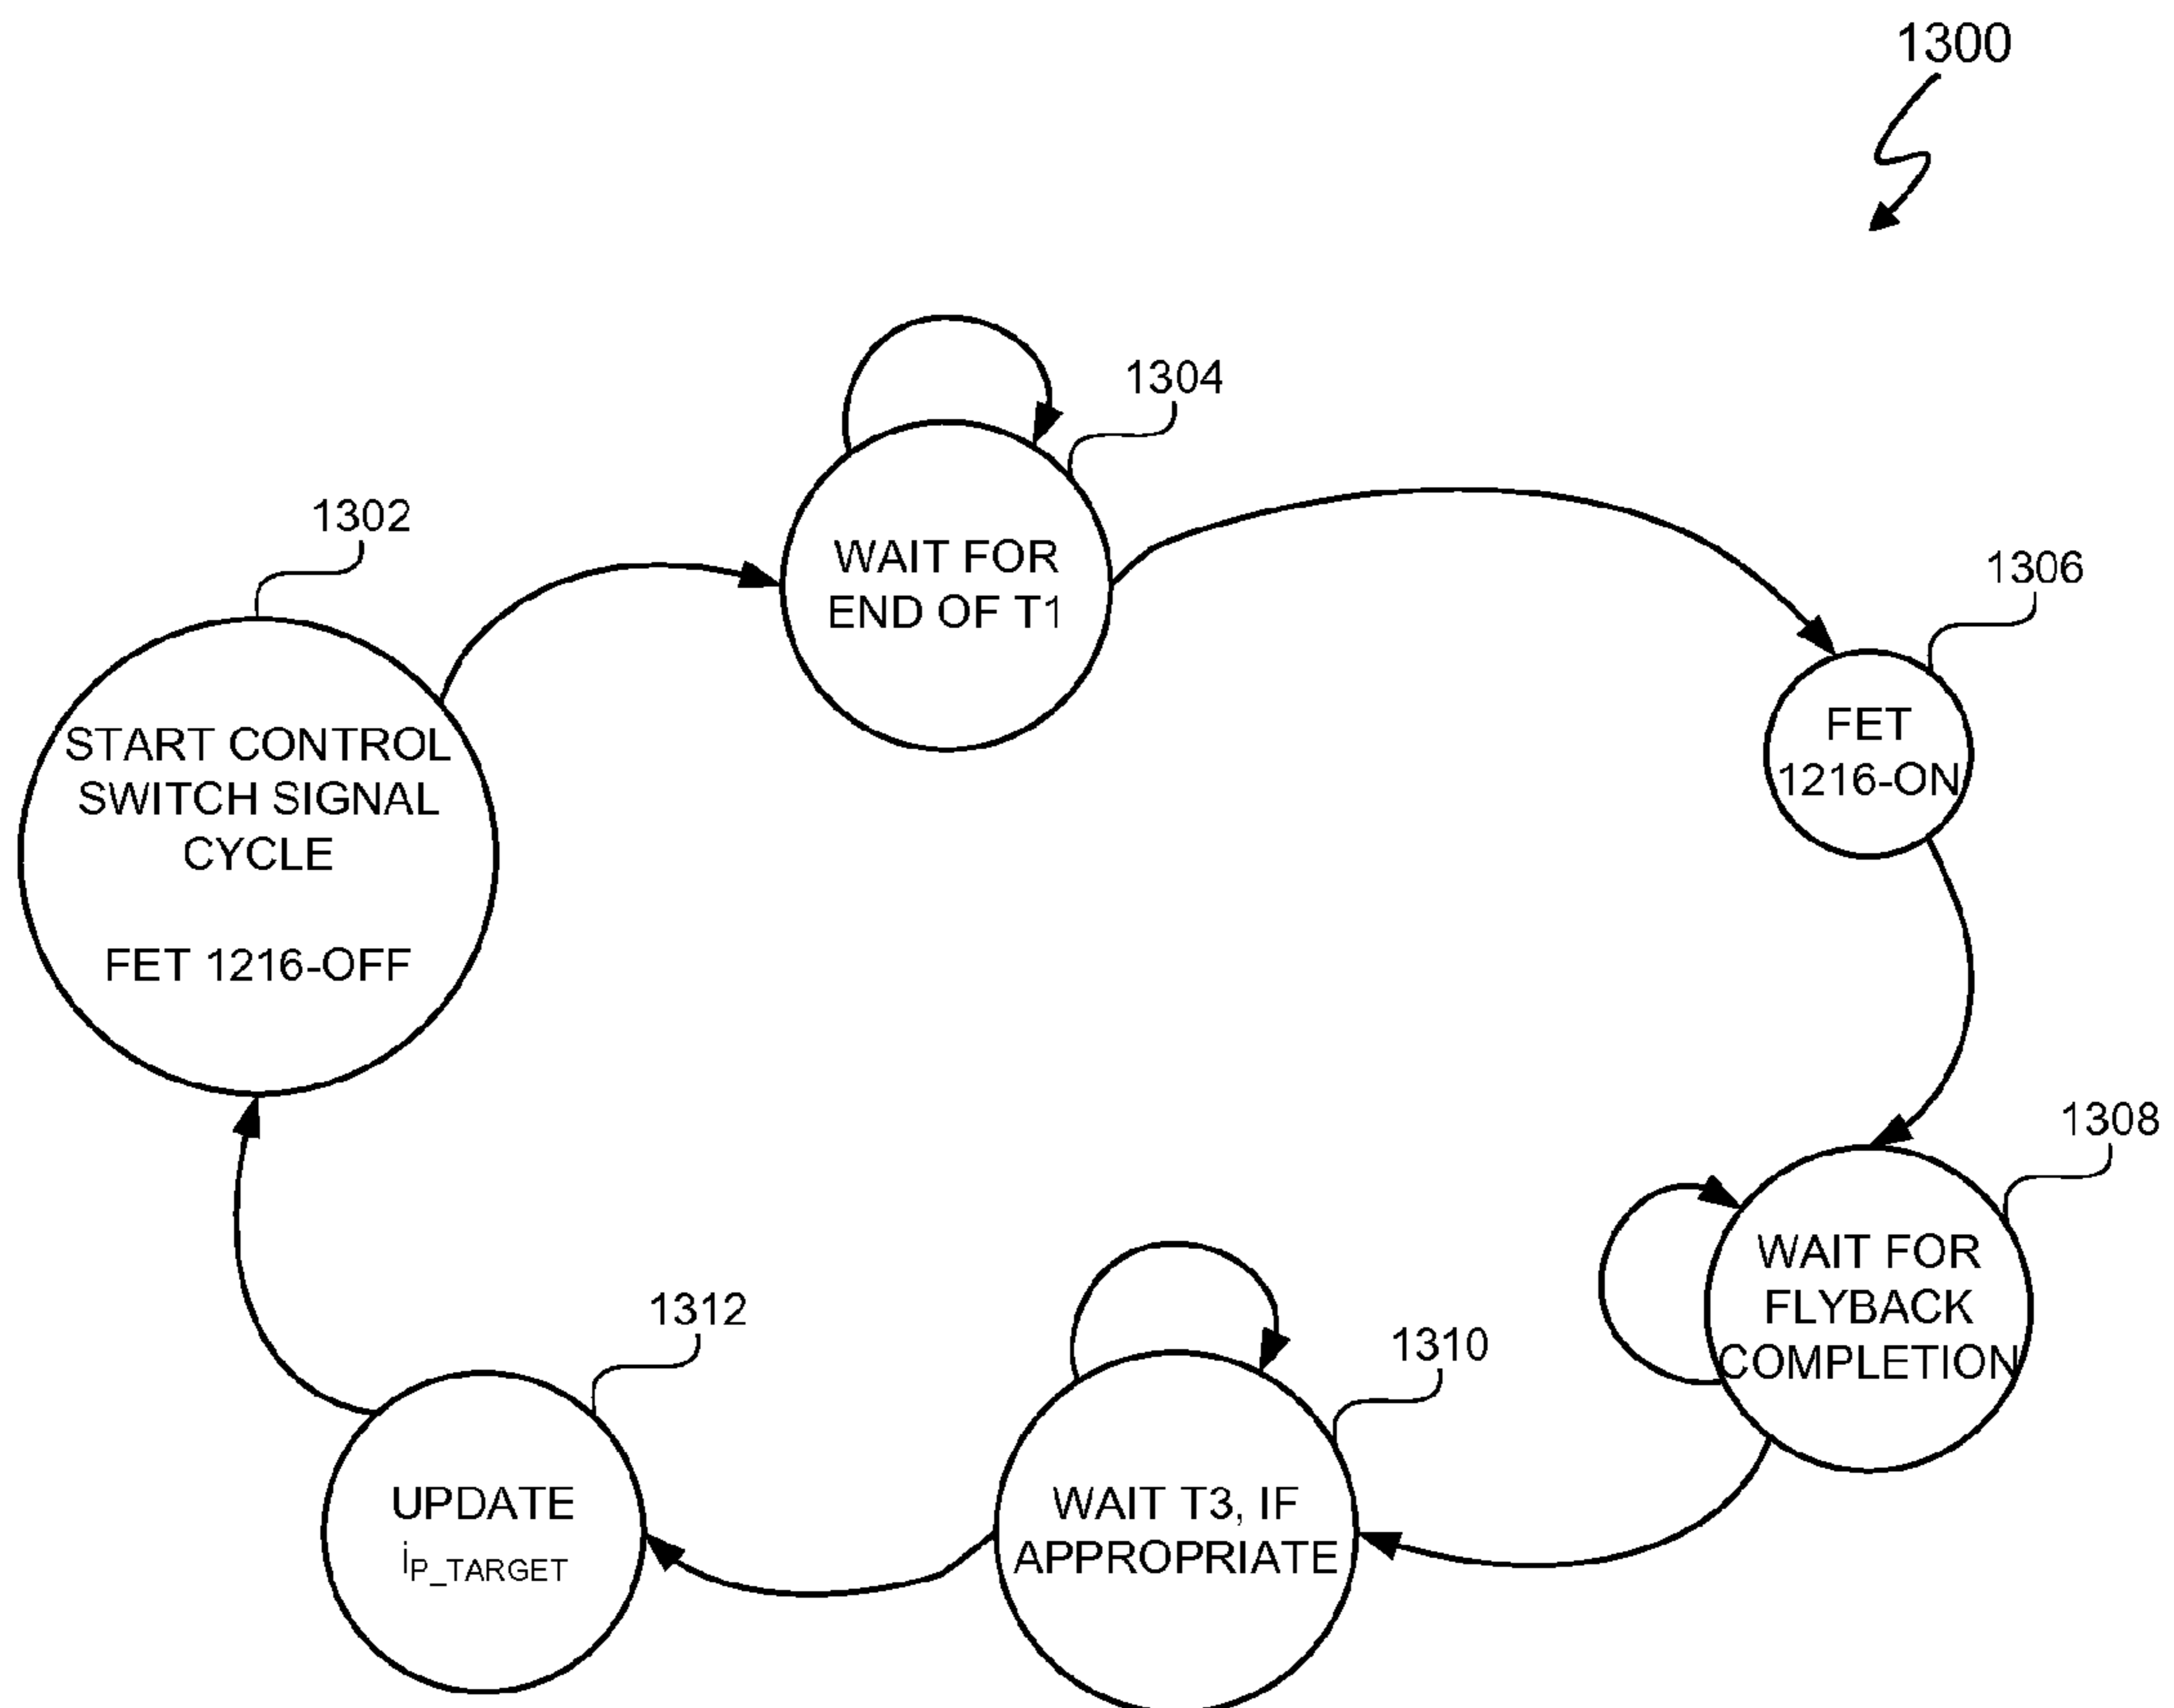 1300
1304
WAIT FOR
END OF T1
1302
START CONTROL
SWITCH SIGNAL
CYCLE
FET 1216-OFF
1306
FET
1216-ON
1308
WAIT FOR
FLYBACK
COMPLETION
1310
WAIT T3, IF
APPROPRIATE
1312
UPDATE
iP_TARGET